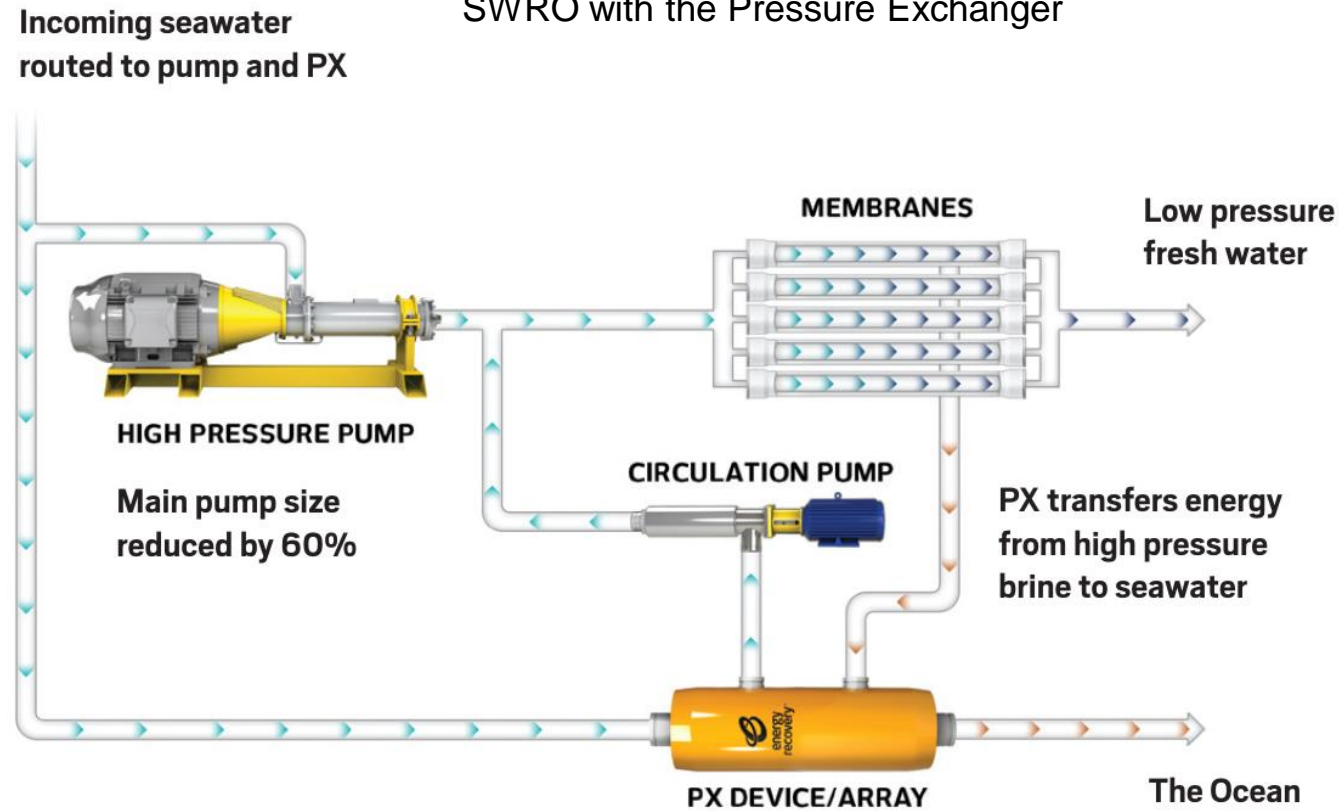 SWRO with the Pressure Exchanger
Incoming seawater
routed to pump and PX
MEMBRANES
Low pressure
fresh water
HIGH PRESSURE PUMP
Main pump size
reduced by 60%
CIRCULATION PUMP
PX transfers energy
from high pressure
brine to seawater
energy
recovery
PX DEVICE/ARRAY
The Ocean